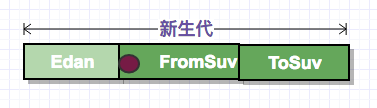 新生代
Edan
FromSuv
ToSuv